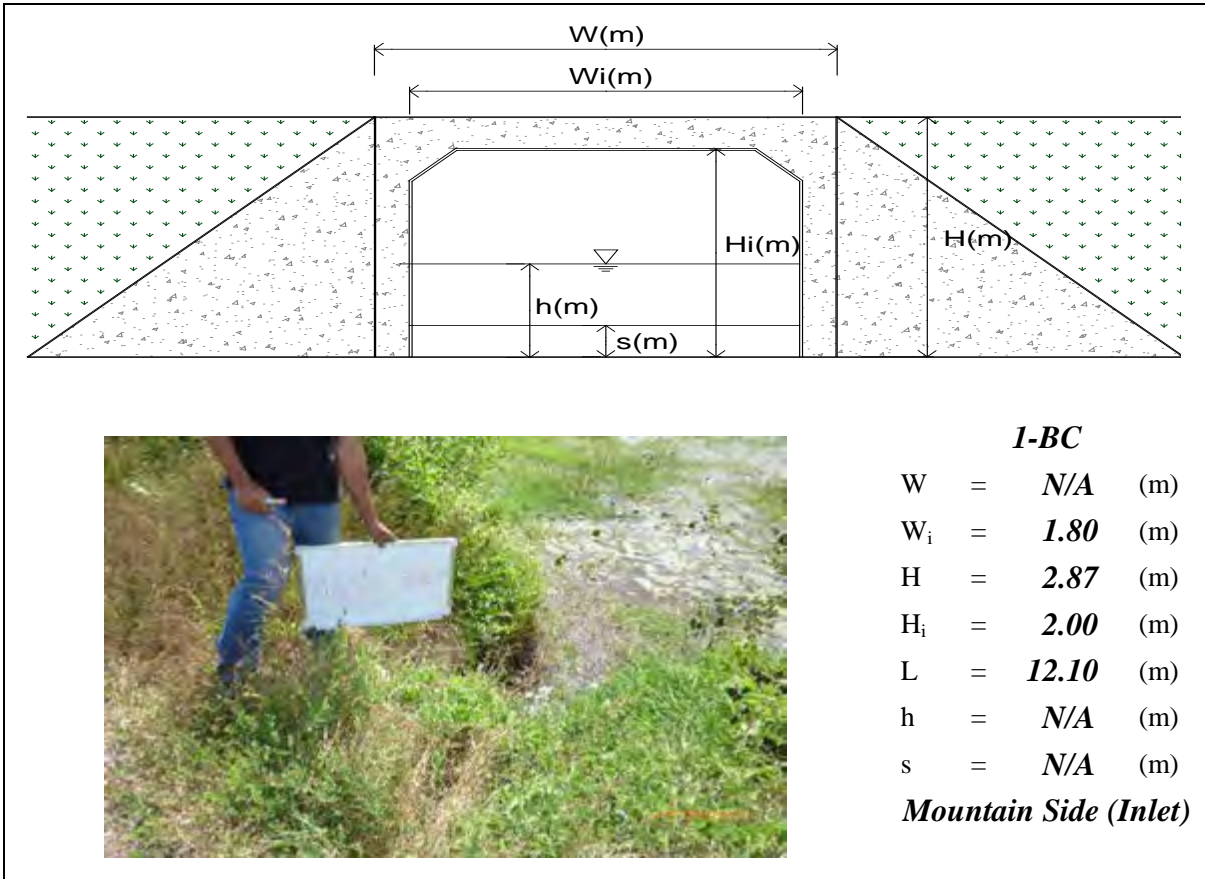 W(m)
Wi(m)
Hi(m)
H(m)
h(m)
s(m)
1-BC
W = N/A (m)
Wi = 1.80 (m)
H = 2.87 (m)
Hi = 2.00 (m)
L = 12.10 (m)
h = N/A (m)
s = N/A (m)
Mountain Side (Inlet)